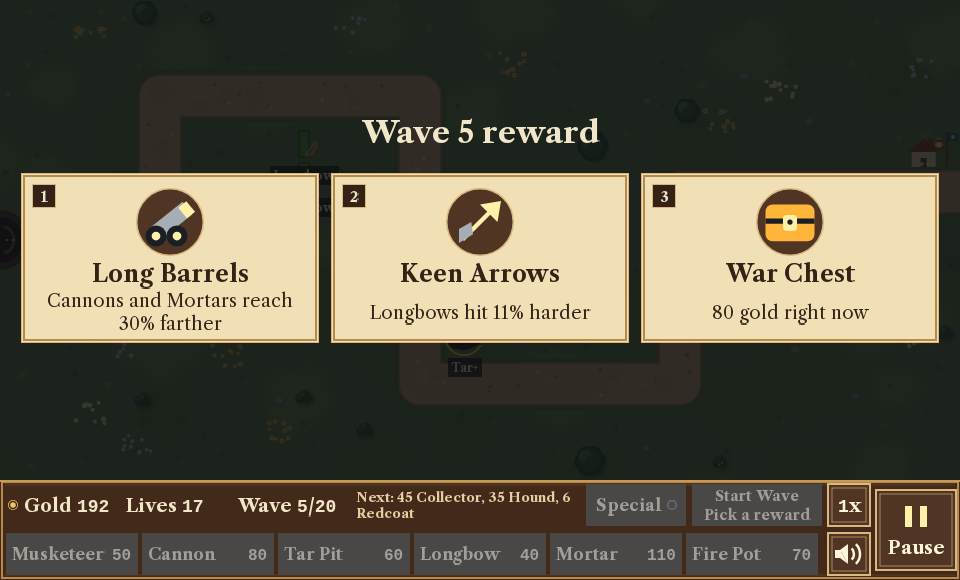 Wave 5 reward
1
Long Barrels
Cannons and Mortars reach
30% farther
2
Keen Arrows
Longbows hit 11% harder
3
War Chest
80 gold right now
Tar+
Gold 192 Lives 17 Wave 5/20
Next: 45 Collector, 35 Hound, 6
Redcoat
Special
Start Wave
Pick a reward
1x
Pause
Musketeer 50
Cannon 80
Tar Pit 60
Longbow 40
Mortar 110
Fire Pot 70